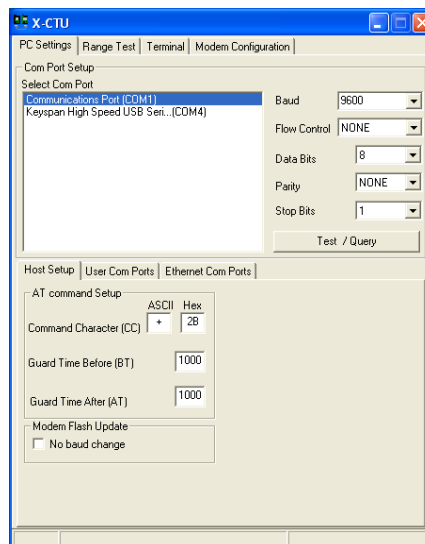 X-CTU
PC Settings Range Test Terminal Modem Configuration
Com Port Setup
Select Com Port
Communications Port (COM1)
Keyspan High Speed USB Seri...(COM4)
Baud 9600
Flow Control NONE
Data Bits 8
Parity NONE
Stop Bits 1
Test / Query
Host Setup User Com Ports Ethernet Com Ports
AT command Setup
ASCII Hex
Command Character (CC) + 2B
Guard Time Before (BT) 1000
Guard Time After (AT) 1000
Modem Flash Update
No baud change